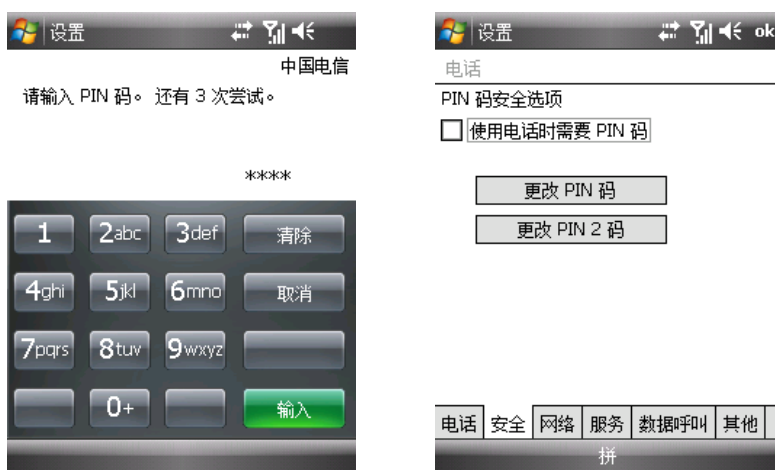 设置
中国电信
请输入 PIN 码。 还有 3 次尝试。
****
1 2abc 3def 清除
4ghi 5jkl 6mno 取消
7pqrs 8tuv 9wxyz
0+ 输入
设置 ok
电话
PIN 码安全选项
使用电话时需要 PIN 码
更改 PIN 码
更改 PIN 2 码
电话 安全 网络 服务 数据呼叫 其他
拼